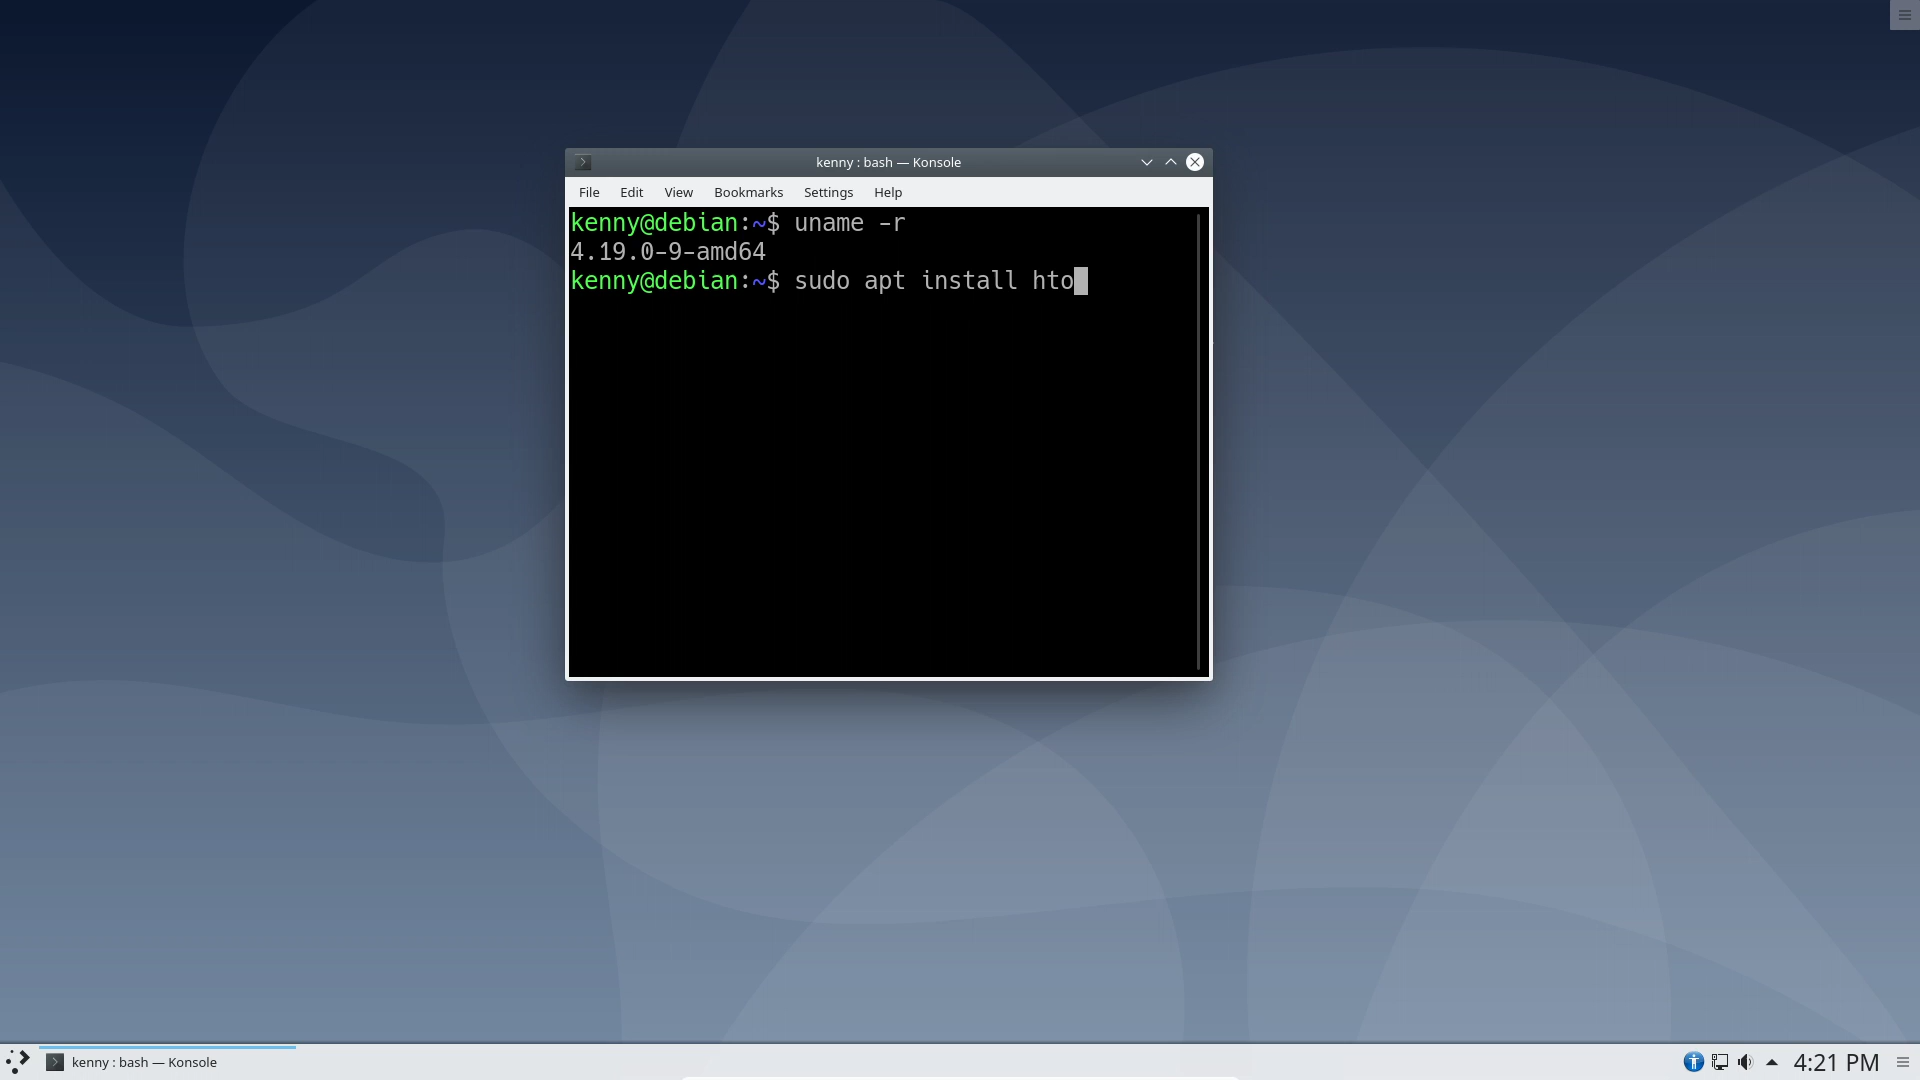 kenny : bash — Konsole
File Edit View Bookmarks Settings Help
kenny@debian:~$ uname -r
4.19.0-9-amd64
kenny@debian:~$ sudo apt install hto
kenny : bash — Konsole
4:21 PM